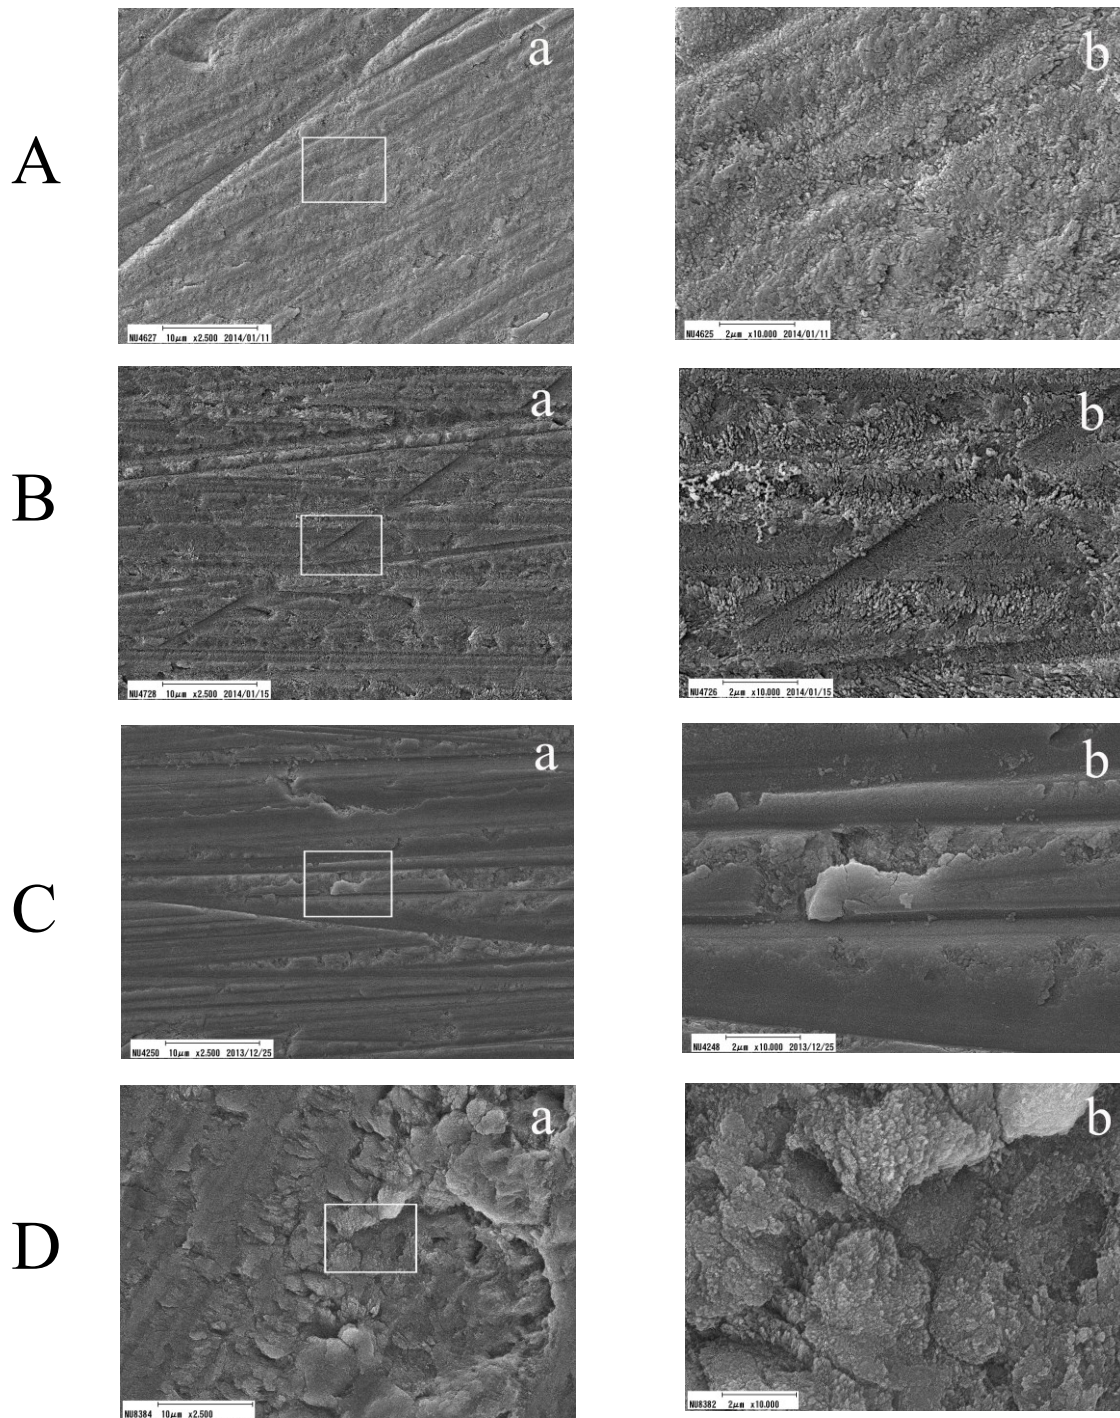 A
a
NU4627 10μm x2.500 2014/01/11
b
NU4625 2μm x10.000 2014/01/11
B
a
NU4728 10μm x2.500 2014/01/15
b
NU4726 2μm x10.000 2014/01/15
C
a
NU4250 10μm x2.500 2013/12/25
b
NU4248 2μm x10.000 2013/12/25
D
a
NU8384 10μm x2.500
b
NU8382 2μm x10.000